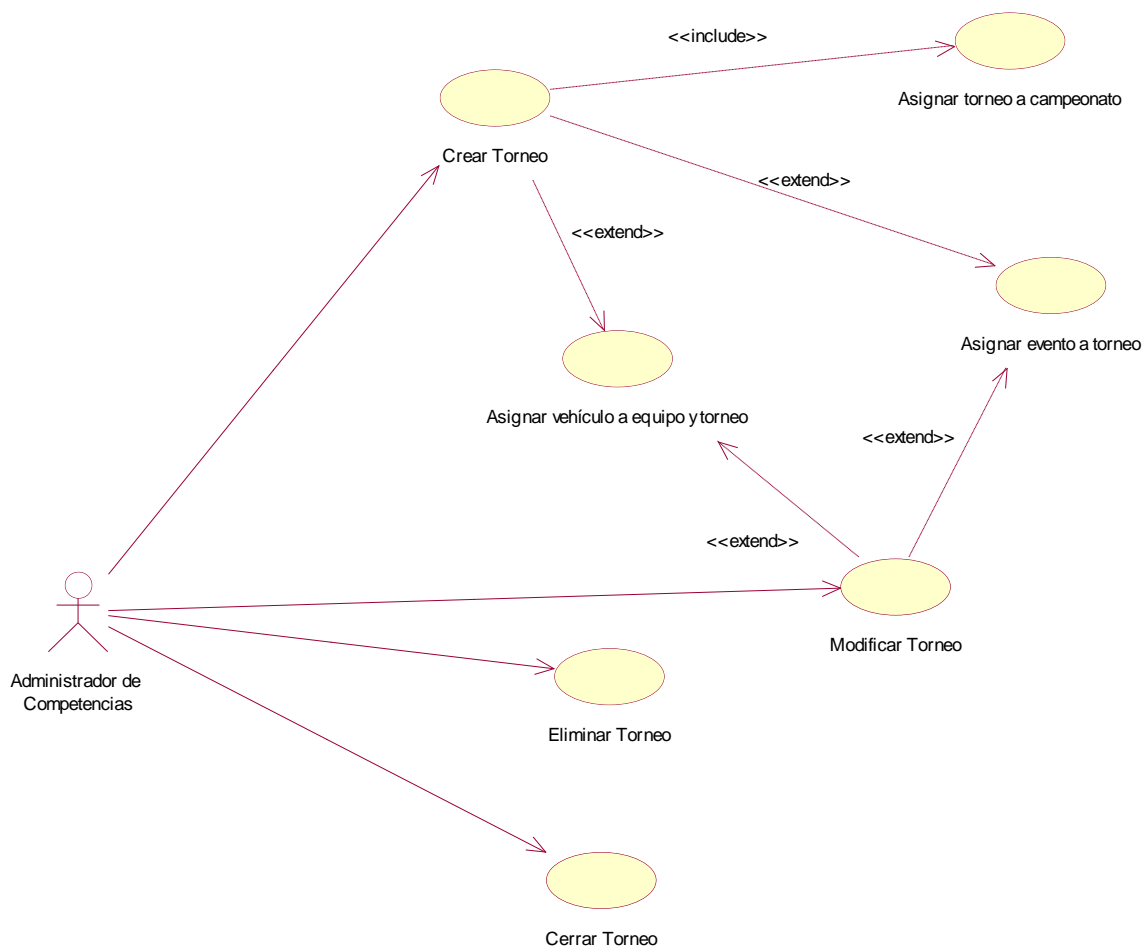 <<include>>
Asignar torneo a campeonato
Crear Torneo
<<extend>>
<<extend>>
Asignar evento a torneo
Asignar vehículo a equipo y torneo
<<extend>>
<<extend>>
Modificar Torneo
Administrador de
Competencias
Eliminar Torneo
Cerrar Torneo